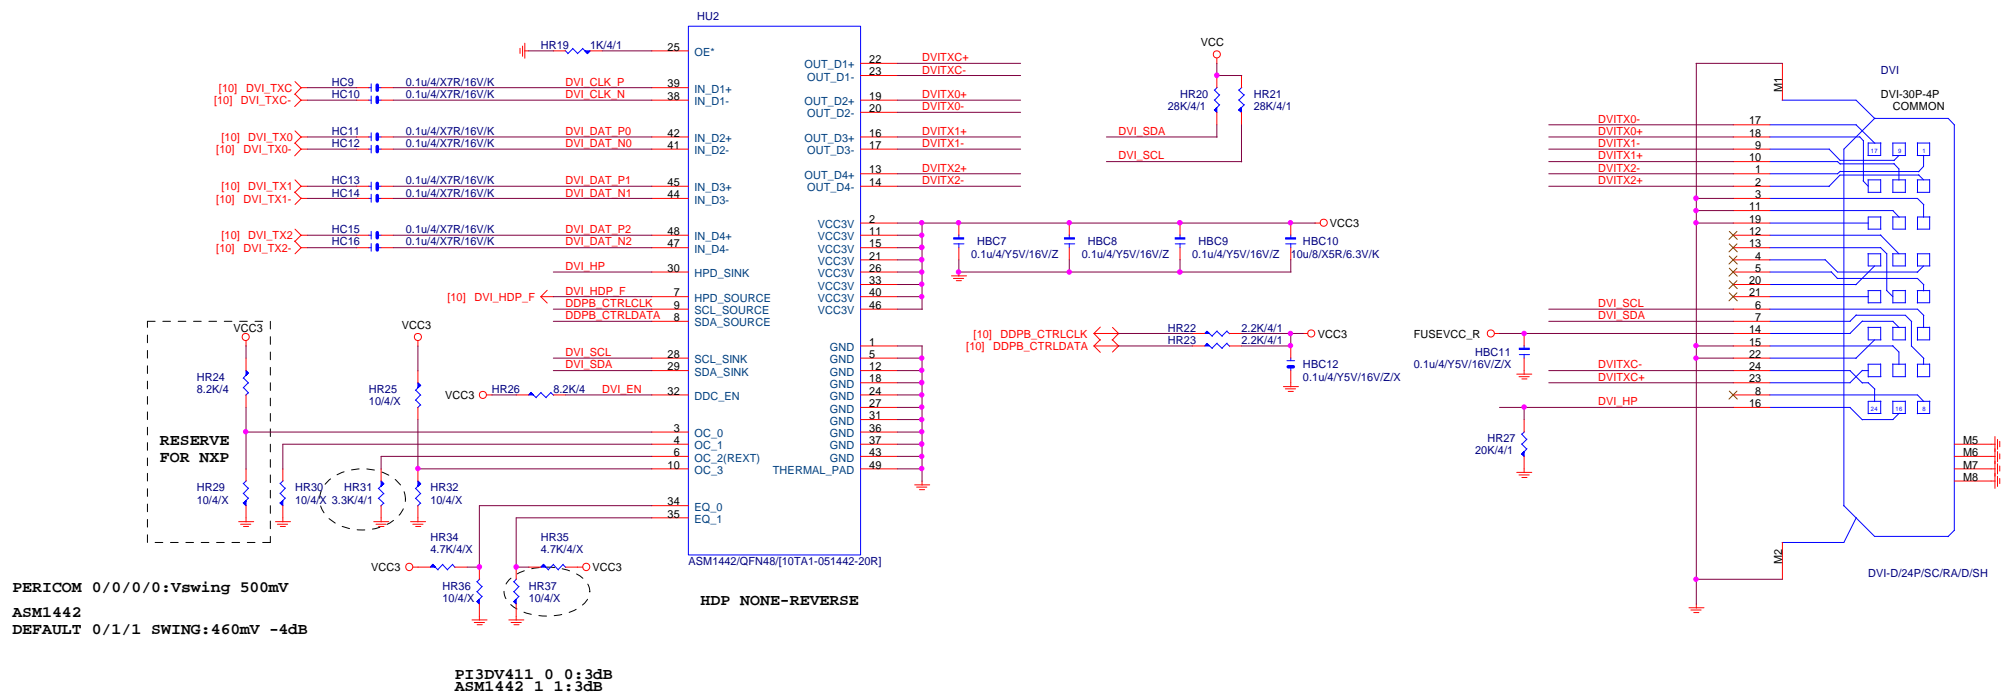 HU2
HR19 1K/4/1 25 OE*
[10] DVI_TXC HC9 0.1u/4/X7R/16V/K DVI_CLK_P 39 IN_D1+
[10] DVI_TXC- HC10 0.1u/4/X7R/16V/K DVI_CLK_N 38 IN_D1-
[10] DVI_TX0 HC11 0.1u/4/X7R/16V/K DVI_DAT_P0 42 IN_D2+
[10] DVI_TX0- HC12 0.1u/4/X7R/16V/K DVI_DAT_N0 41 IN_D2-
[10] DVI_TX1 HC13 0.1u/4/X7R/16V/K DVI_DAT_P1 45 IN_D3+
[10] DVI_TX1- HC14 0.1u/4/X7R/16V/K DVI_DAT_N1 44 IN_D3-
[10] DVI_TX2 HC15 0.1u/4/X7R/16V/K DVI_DAT_P2 48 IN_D4+
[10] DVI_TX2- HC16 0.1u/4/X7R/16V/K DVI_DAT_N2 47 IN_D4-
DVI_HP 30 HPD_SINK
[10] DVI_HDP_F DVI_HDP_F 7 HPD_SOURCE
DDPB_CTRLCLK 9 SCL_SOURCE
DDPB_CTRLDATA 8 SDA_SOURCE
DVI_SCL 28 SCL_SINK
DVI_SDA 29 SDA_SINK
VCC3 HR26 8.2K/4 DVI_EN 32 DDC_EN
3 OC_0
4 OC_1
6 OC_2(REXT)
10 OC_3
34 EQ_0
35 EQ_1
VCC3
HR24
8.2K/4
RESERVE
FOR NXP
HR29
10/4/X
HR30
10/4/X
HR31
3.3K/4/1
VCC3
HR25
10/4/X
HR32
10/4/X
HR34
4.7K/4/X
VCC3
HR36
10/4/X
HR35
4.7K/4/X
VCC3
HR37
10/4/X
OUT_D1+ 22 DVITXC+
OUT_D1- 23 DVITXC-
OUT_D2+ 19 DVITX0+
OUT_D2- 20 DVITX0-
OUT_D3+ 16 DVITX1+
OUT_D3- 17 DVITX1-
OUT_D4+ 13 DVITX2+
OUT_D4- 14 DVITX2-
VCC3V 2
VCC3V 11
VCC3V 15
VCC3V 21
VCC3V 26
VCC3V 33
VCC3V 40
VCC3V 46
GND 1
GND 5
GND 12
GND 18
GND 24
GND 27
GND 31
GND 36
GND 37
GND 43
THERMAL_PAD 49
ASM1442/QFN48/[10TA1-051442-20R]
HDP NONE-REVERSE
VCC
HR20
28K/4/1
HR21
28K/4/1
DVI_SDA
DVI_SCL
VCC3
HBC7
0.1u/4/Y5V/16V/Z
HBC8
0.1u/4/Y5V/16V/Z
HBC9
0.1u/4/Y5V/16V/Z
HBC10
10u/8/X5R/6.3V/K
[10] DDPB_CTRLCLK HR22 2.2K/4/1 VCC3
[10] DDPB_CTRLDATA HR23 2.2K/4/1
HBC12
0.1u/4/Y5V/16V/Z/X
DVI
DVI-30P-4P
COMMON
M1
DVITX0- 17
DVITX0+ 18
DVITX1- 9
DVITX1+ 10
DVITX2- 1
DVITX2+ 2
3
11
19
12
13
4
5
20
21
DVI_SCL 6
DVI_SDA 7
FUSEVCC_R 14
15
22
HBC11
0.1u/4/Y5V/16V/Z/X
DVITXC- 24
DVITXC+ 23
8
DVI_HP 16
HR27
20K/4/1
17 9 1
24 16 8
M5
M6
M7
M8
M2
DVI-D/24P/SC/RA/D/SH
PERICOM 0/0/0/0:Vswing 500mV
ASM1442
DEFAULT 0/1/1 SWING:460mV -4dB
PI3DV411 0 0:3dB
ASM1442 1 1:3dB